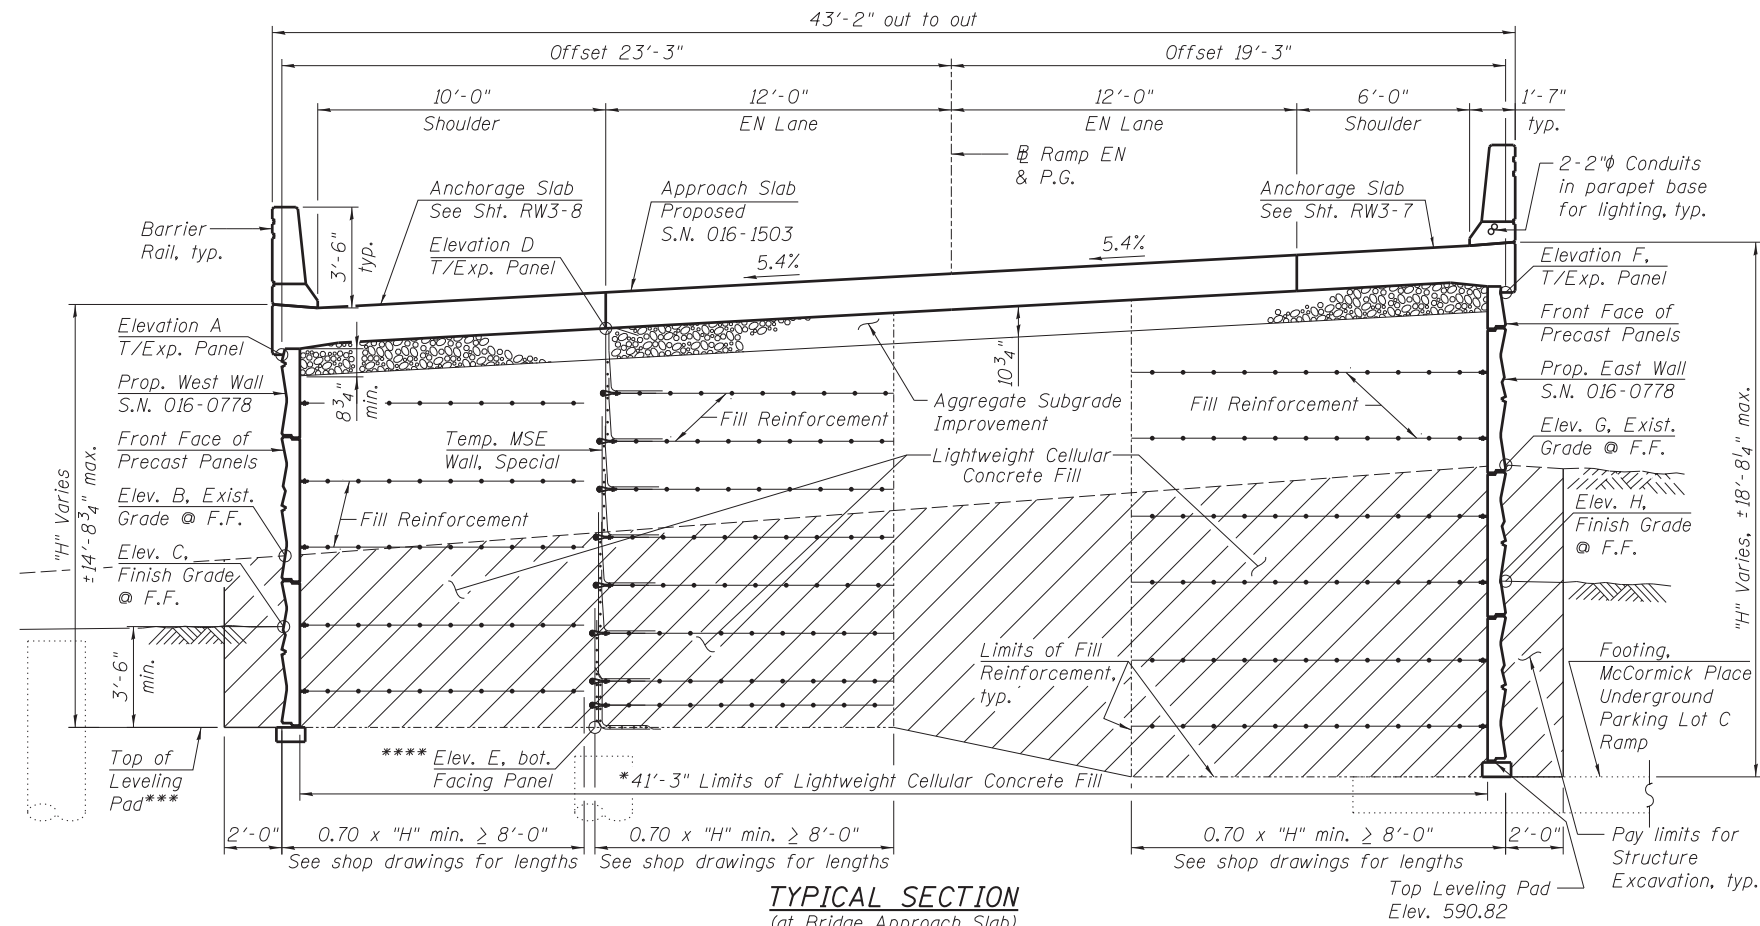 43'-2" out to out
Offset 23'-3"
Offset 19'-3"
10'-0"
Shoulder
12'-0"
EN Lane
12'-0"
EN Lane
6'-0"
Shoulder
1'-7"
typ.
Ramp EN
& P.G.
2-2"φ Conduits
in parapet base
for lighting, typ.
Barrier
Rail, typ.
3'-6"
typ.
Anchorage Slab
See Sht. RW3-8
Elevation D
T/Exp. Panel
Approach Slab
Proposed
S.N. 016-1503
5.4%
5.4%
Anchorage Slab
See Sht. RW3-7
Elevation F,
T/Exp. Panel
Front Face of
Precast Panels
Prop. East Wall
S.N. 016-0778
Elev. G, Exist.
Grade @ F.F.
Elev. H,
Finish Grade
@ F.F.
"H" Varies, ±18'-8¼" max.
Elevation A
T/Exp. Panel
Prop. West Wall
S.N. 016-0778
Front Face of
Precast Panels
Elev. B, Exist.
Grade @ F.F.
Elev. C,
Finish Grade
@ F.F.
"H" Varies
±14'-8¾" max.
8¾"
min.
10¾"
Fill Reinforcement
Temp. MSE
Wall, Special
Fill Reinforcement
Aggregate Subgrade
Improvement
Lightweight Cellular
Concrete Fill
Fill Reinforcement
3'-6"
min.
Limits of Fill
Reinforcement,
typ.
Footing,
McCormick Place
Underground
Parking Lot C
Ramp
Top of
Leveling
Pad***
**** Elev. E, bot.
Facing Panel
*41'-3" Limits of Lightweight Cellular Concrete Fill
2'-0"
0.70 x "H" min. ≥ 8'-0"
See shop drawings for lengths
0.70 x "H" min. ≥ 8'-0"
See shop drawings for lengths
0.70 x "H" min. ≥ 8'-0"
See shop drawings for lengths
2'-0"
Pay limits for
Structure
Excavation, typ.
Top Leveling Pad
Elev. 590.82
TYPICAL SECTION
(at Bridge Approach Slab)